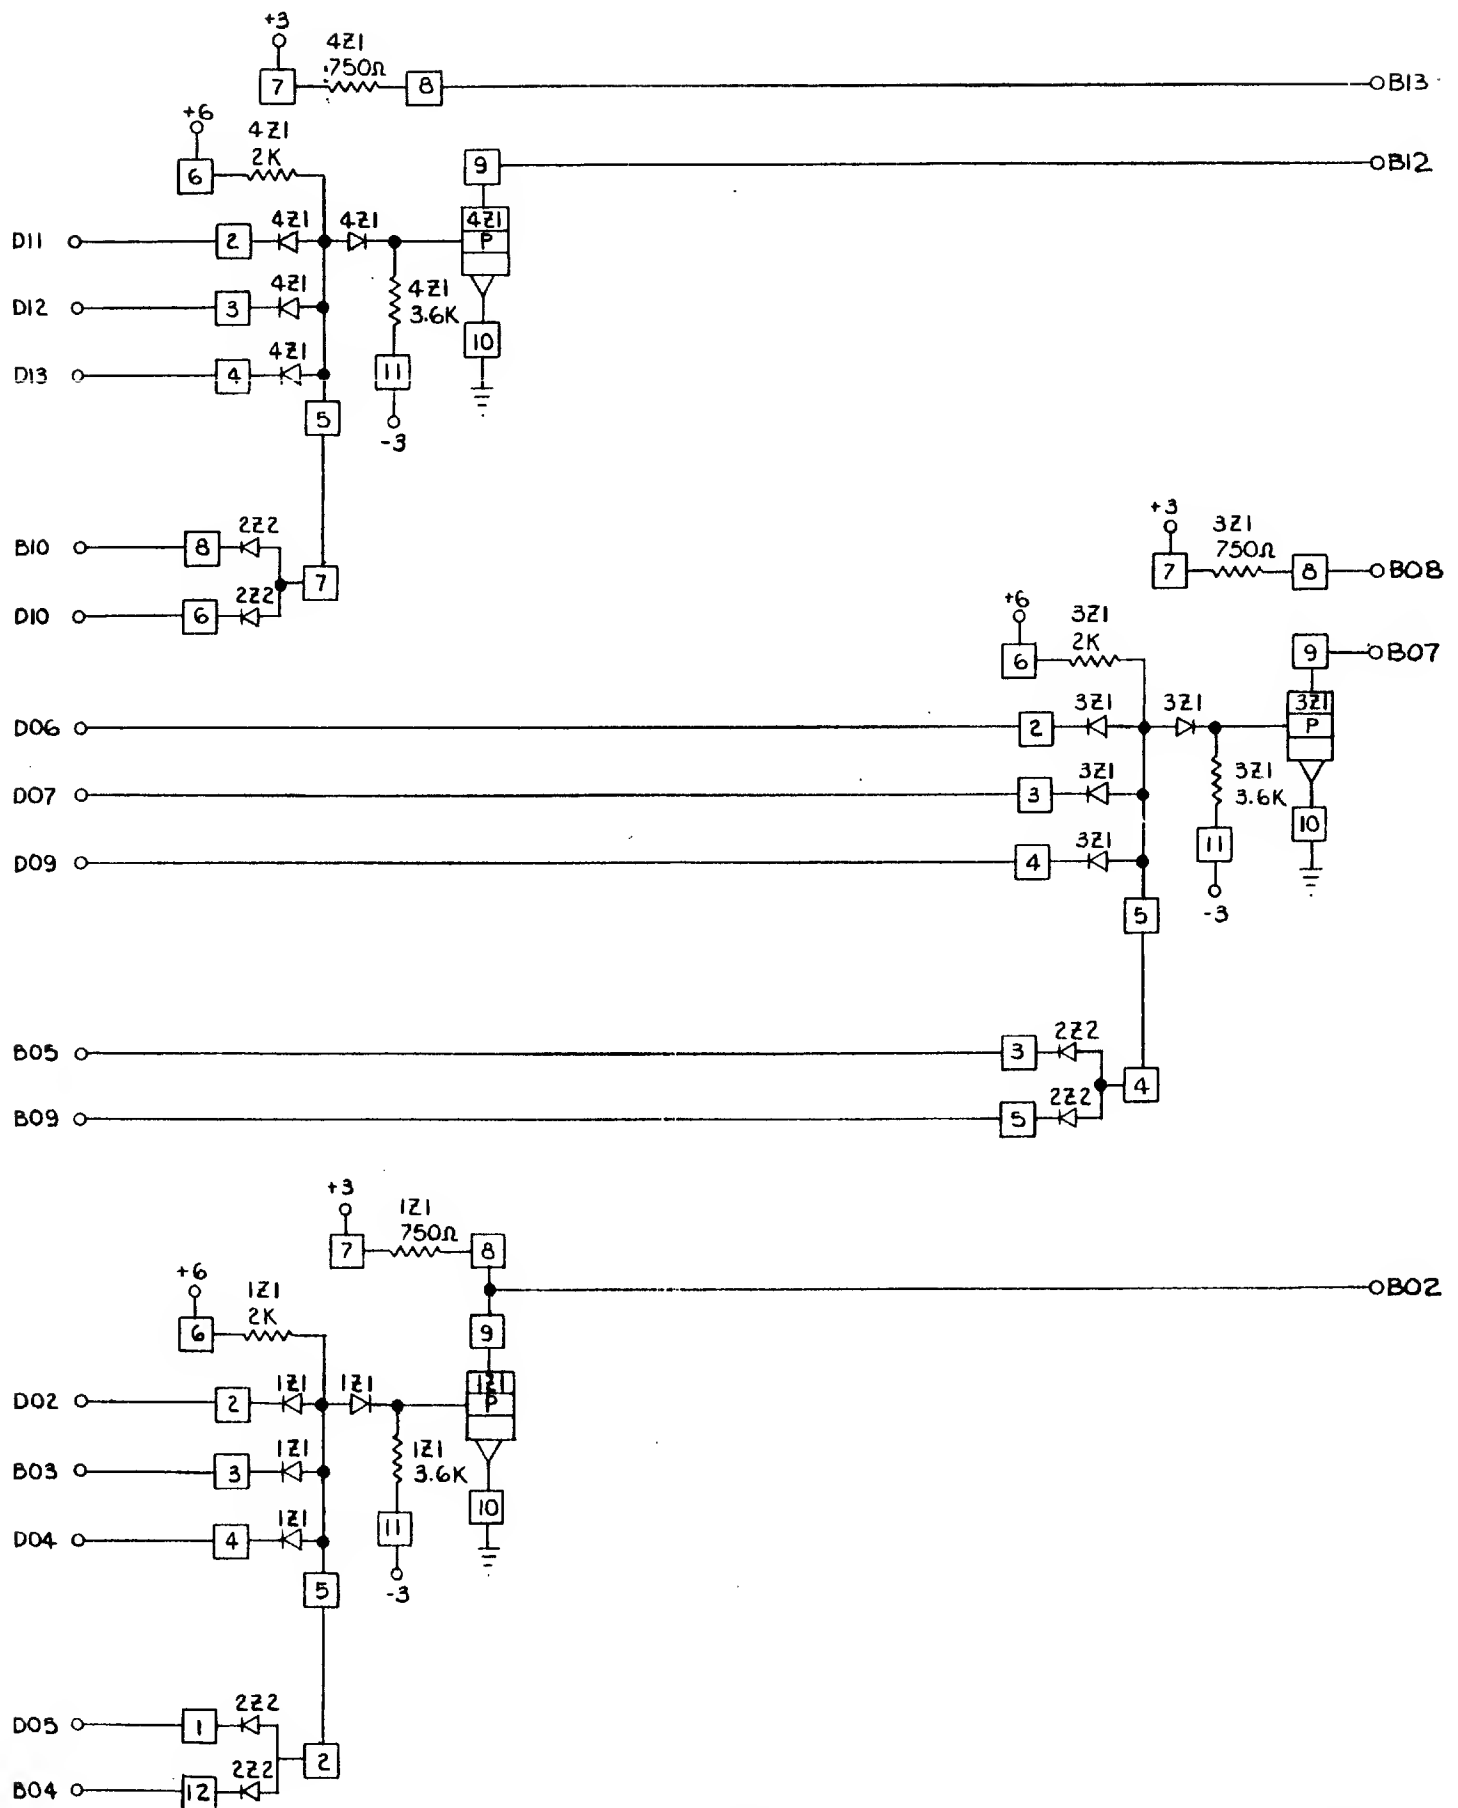 +3
4Z1
750Ω
7
8
B13
+6
4Z1
2K
6
9
B12
D11
2
4Z1
4Z1
4Z1
P
D12
3
4Z1
4Z1
3.6K
10
D13
4
4Z1
11
5
-3
B10
8
2Z2
7
D10
6
2Z2
+3
3Z1
750Ω
7
8
B08
+6
3Z1
2K
6
9
B07
D06
2
3Z1
3Z1
3Z1
P
D07
3
3Z1
3Z1
3.6K
10
D09
4
3Z1
11
5
-3
B05
3
2Z2
4
B09
5
2Z2
+3
1Z1
750Ω
7
8
B02
+6
1Z1
2K
6
9
D02
2
1Z1
1Z1
1Z1
P
B03
3
1Z1
1Z1
3.6K
10
D04
4
1Z1
11
5
-3
D05
1
2Z2
2
B04
12
2Z2